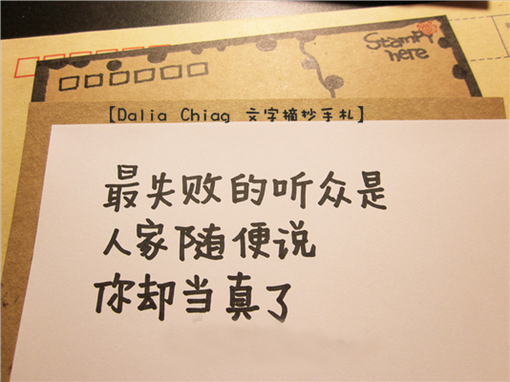 Stamp here
【Dalia Chiag 文字摘抄手札】
最失败的听众是
人家随便说
你却当真了